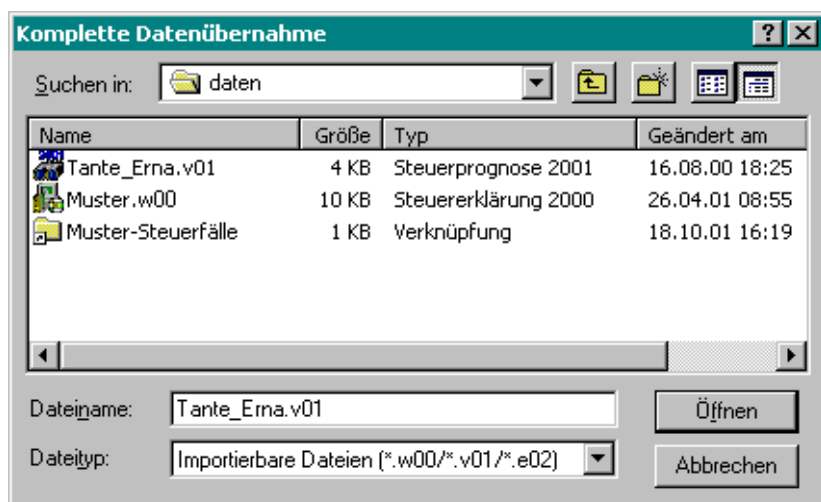 Komplette Datenübernahme
Suchen in: daten
Name Größe Typ Geändert am
Tante_Erna.v01 4 KB Steuerprognose 2001 16.08.00 18:25
Muster.w00 10 KB Steuererklärung 2000 26.04.01 08:55
Muster-Steuerfälle 1 KB Verknüpfung 18.10.01 16:19
Dateiname: Tante_Erna.v01 Öffnen
Dateityp: Importierbare Dateien (*.w00/*.v01/*.e02) Abbrechen